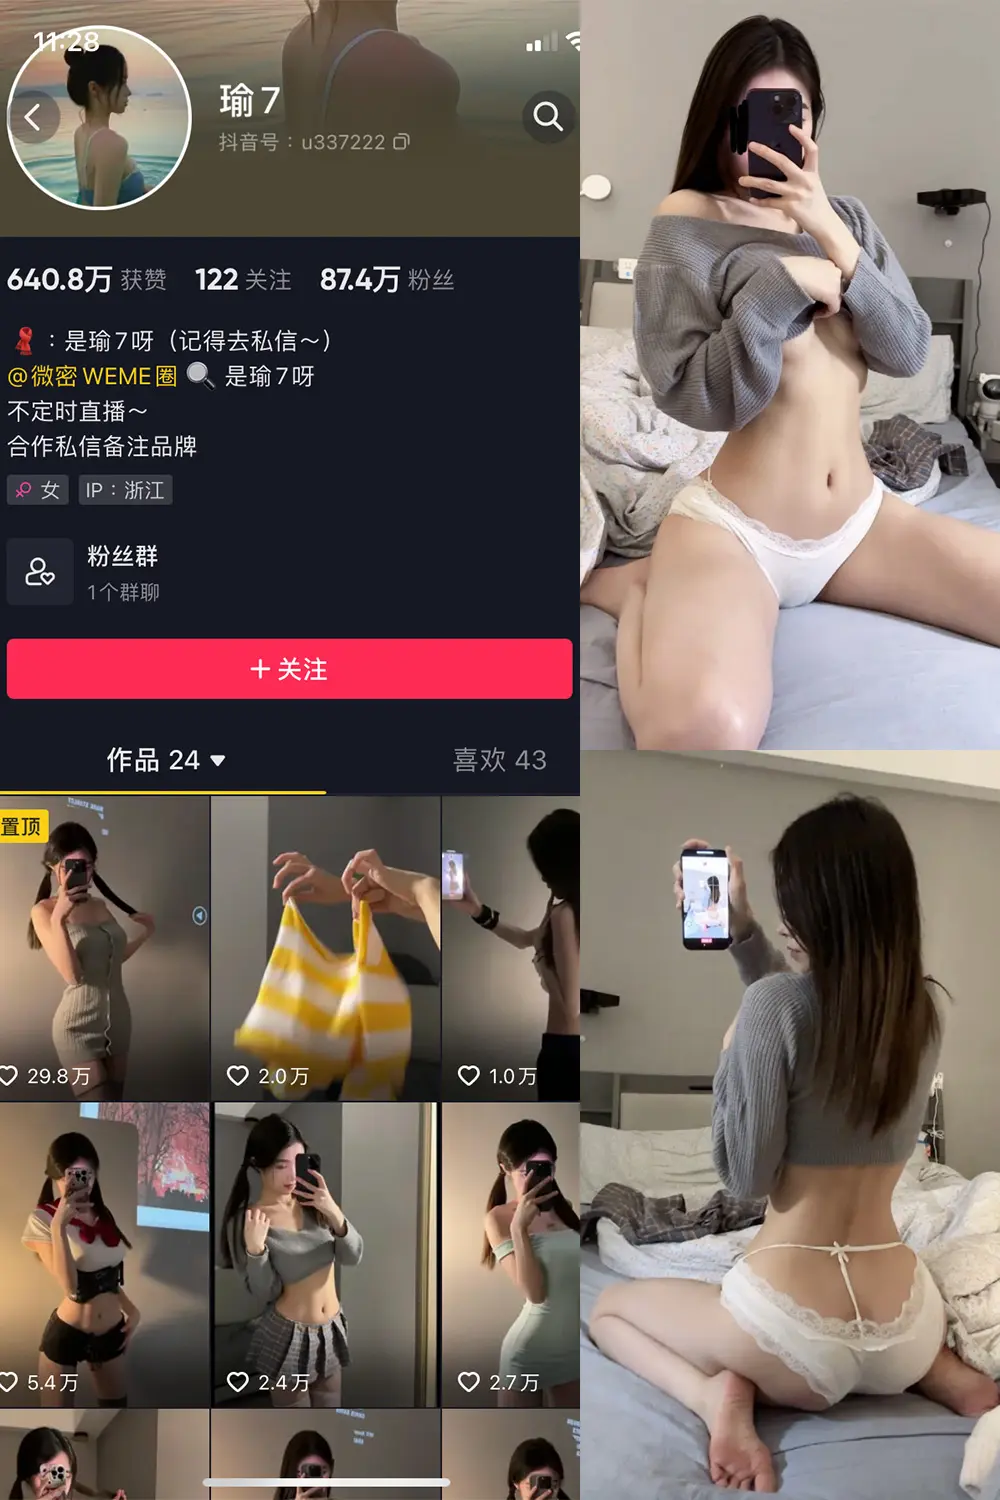 11:28
瑜7
抖音号：u337222
640.8万 获赞 122 关注 87.4万 粉丝
：是瑜7呀（记得去私信～）
@微密WEME圈 是瑜7呀
不定时直播～
合作私信备注品牌
女 IP：浙江
粉丝群
1个群聊
+ 关注
作品 24 喜欢 43
置顶
29.8万 2.0万 1.0万
5.4万 2.4万 2.7万